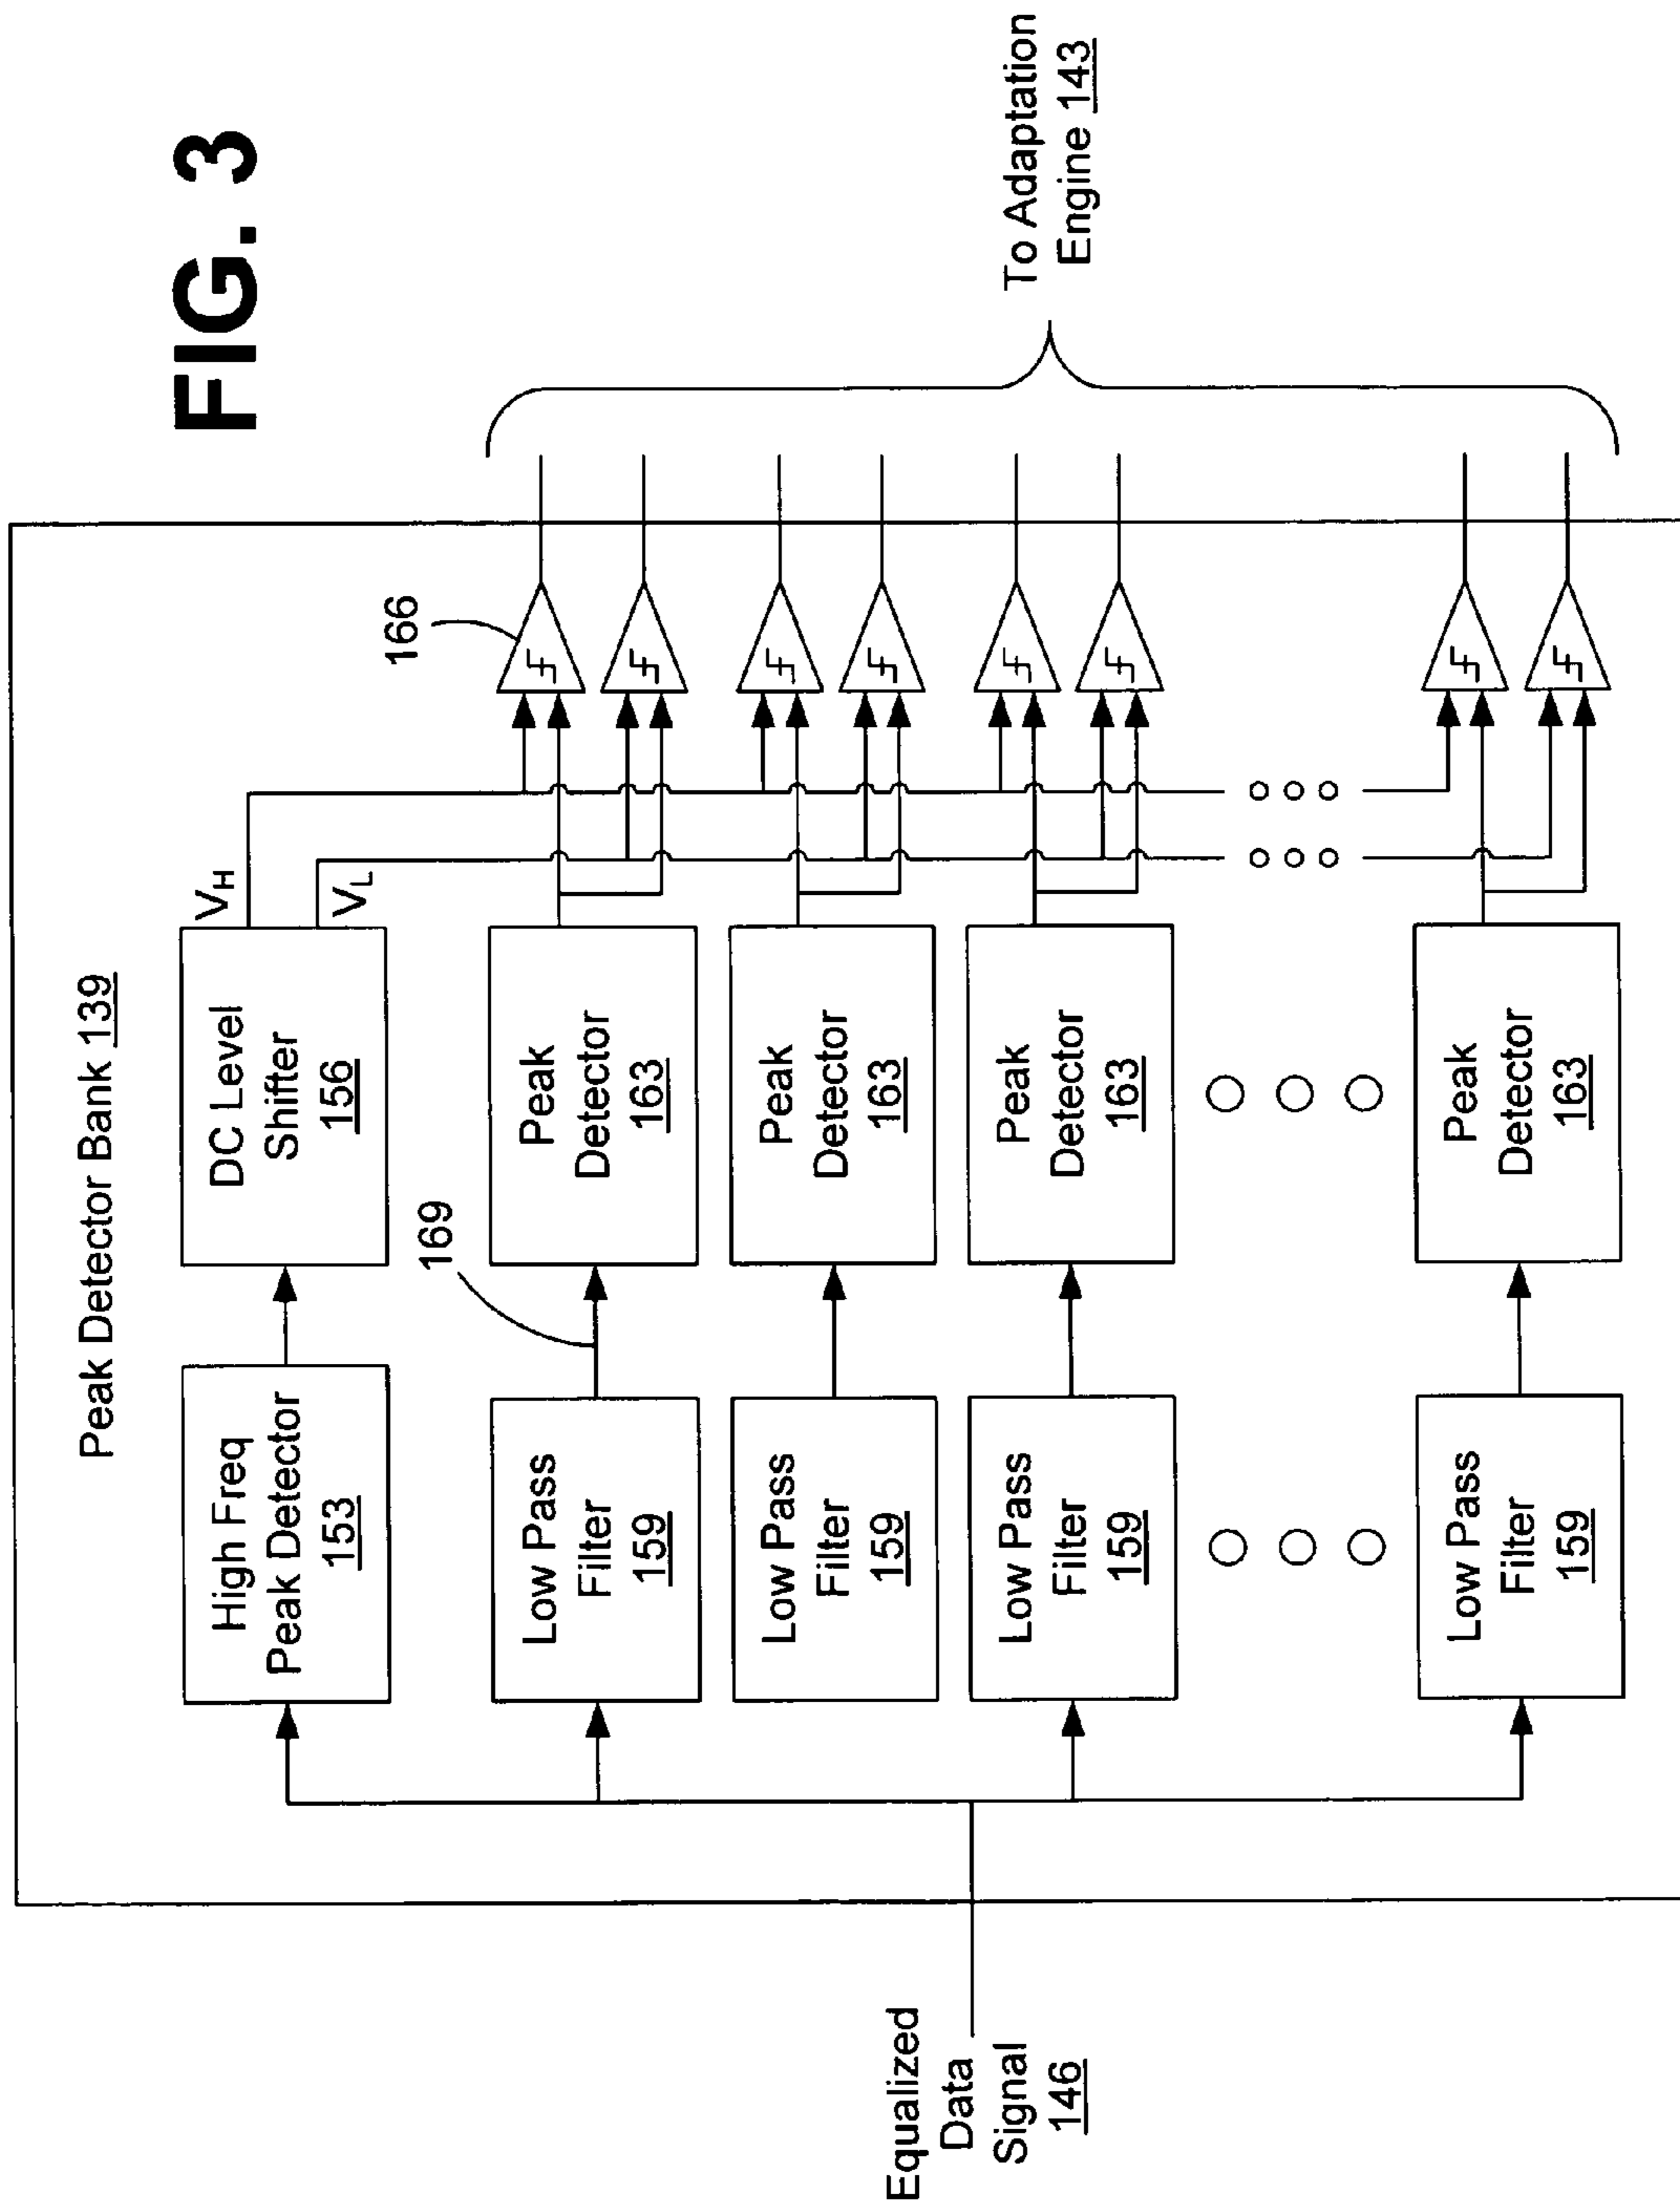 FIG. 3
Peak Detector Bank 139
High Freq
Peak Detector
153
DC Level
Shifter
156
V_H
V_L
169
166
Low Pass
Filter
159
Peak
Detector
163
Low Pass
Filter
159
Peak
Detector
163
Low Pass
Filter
159
Peak
Detector
163
Low Pass
Filter
159
Peak
Detector
163
Equalized
Data
Signal
146
To Adaptation
Engine 143